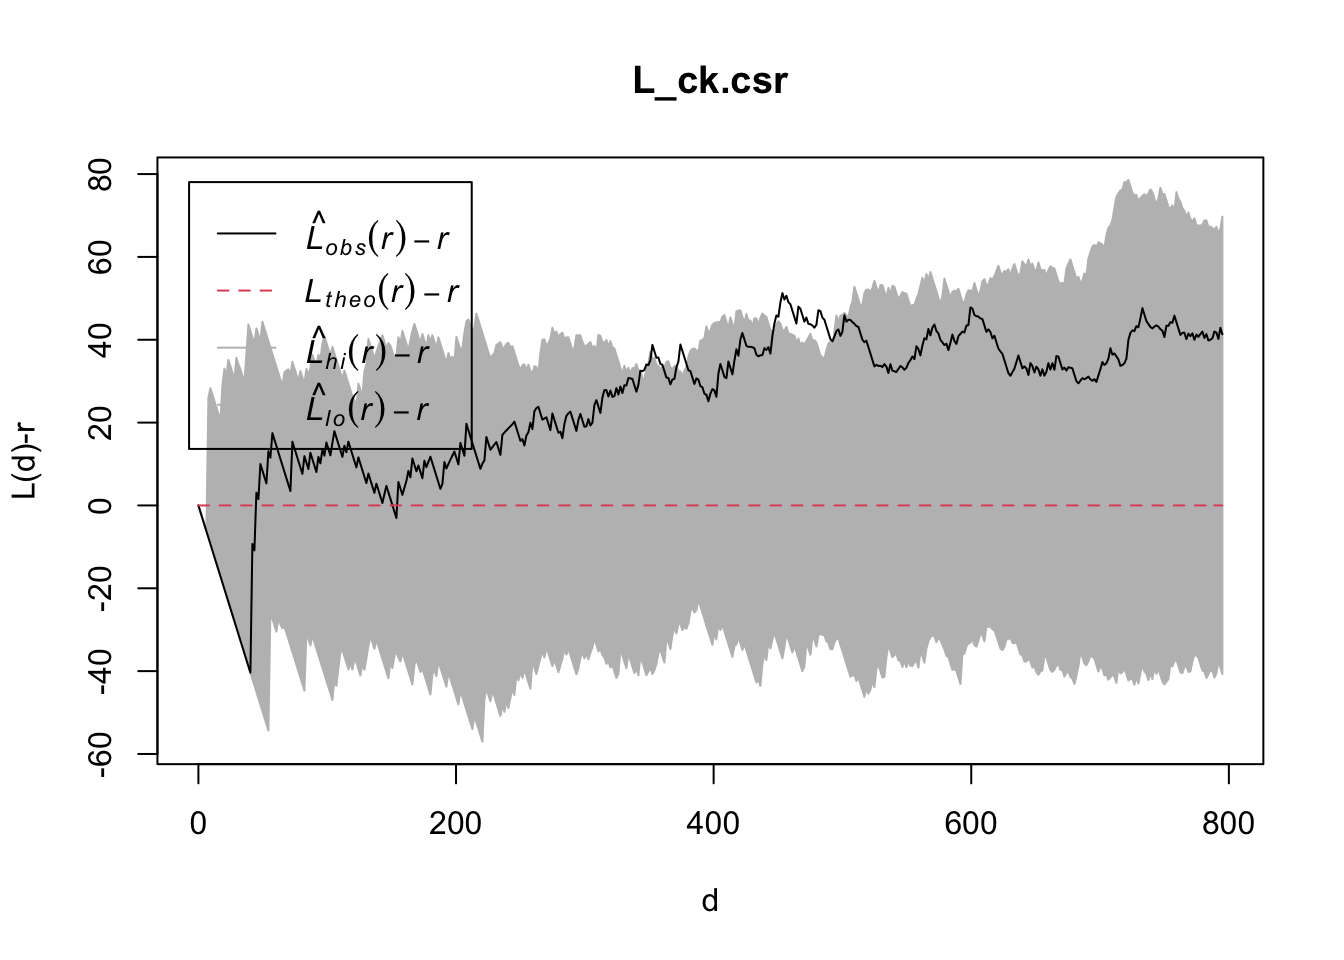 L_ck.csr
80
60
40
20
0
-20
-40
-60
L(d)-r
L̂obs(r) − r
Ltheo(r) − r
L̂hi(r) − r
L̂lo(r) − r
0 200 400 600 800
d